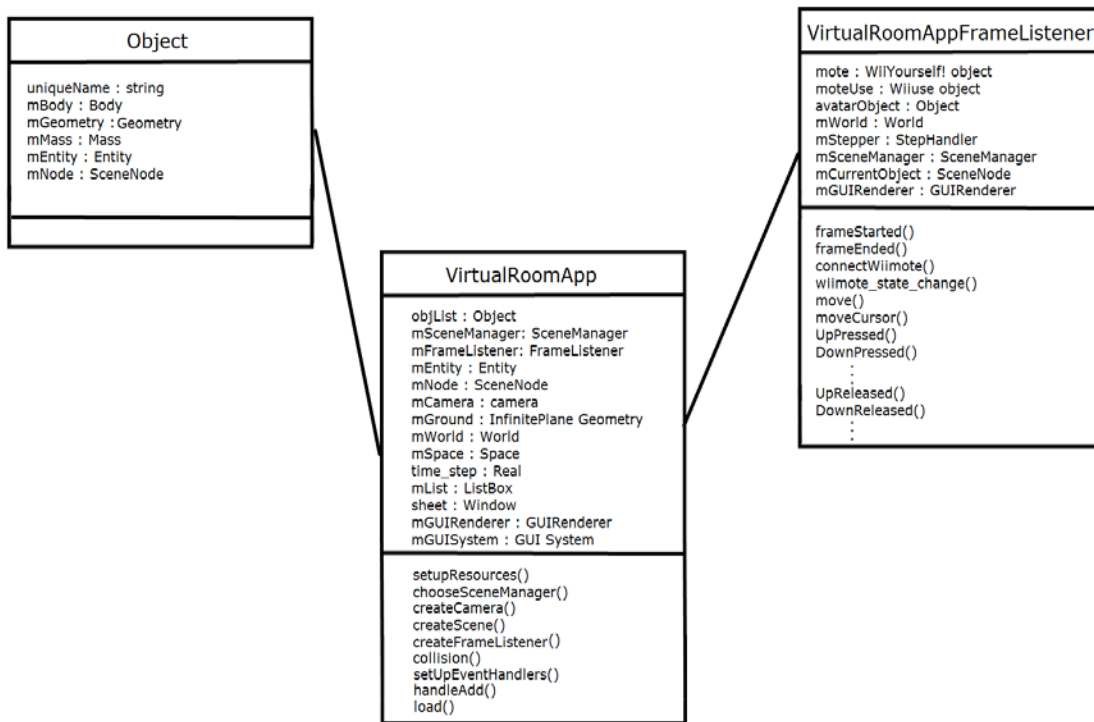 Object
uniqueName : string
mBody : Body
mGeometry : Geometry
mMass : Mass
mEntity : Entity
mNode : SceneNode
VirtualRoomApp
objList : Object
mSceneManager: SceneManager
mFrameListener: FrameListener
mEntity : Entity
mNode : SceneNode
mCamera : camera
mGround : InfinitePlane Geometry
mWorld : World
mSpace : Space
time_step : Real
mList : ListBox
sheet : Window
mGUIRenderer : GUIRenderer
mGUISystem : GUI System
setupResources()
chooseSceneManager()
createCamera()
createScene()
createFrameListener()
collision()
setUpEventHandlers()
handleAdd()
load()
VirtualRoomAppFrameListener
mote : WiiYourself! object
moteUse : Wiiuse object
avatarObject : Object
mWorld : World
mStepper : StepHandler
mSceneManager : SceneManager
mCurrentObject : SceneNode
mGUIRenderer : GUIRenderer
frameStarted()
frameEnded()
connectWiimote()
wiimote_state_change()
move()
moveCursor()
UpPressed()
DownPressed()
⋮
UpReleased()
DownReleased()
⋮